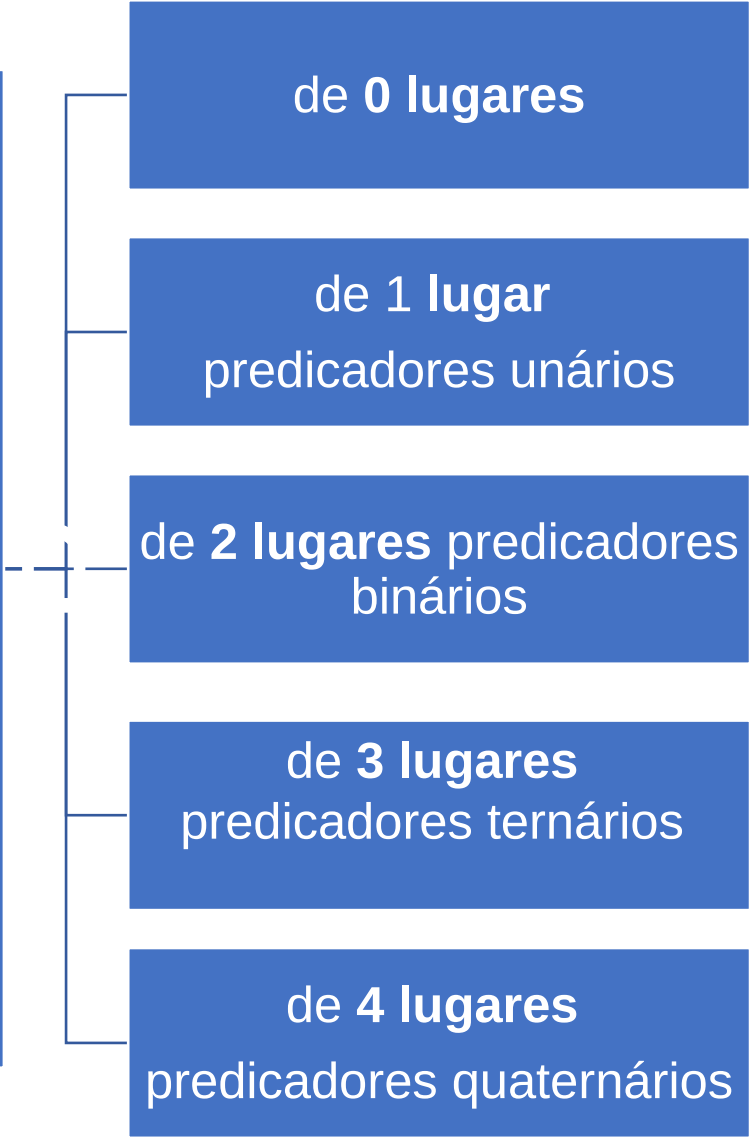 de 0 lugares
de 1 lugar
predicadores unários
de 2 lugares predicadores
binários
de 3 lugares
predicadores ternários
de 4 lugares
predicadores quaternários